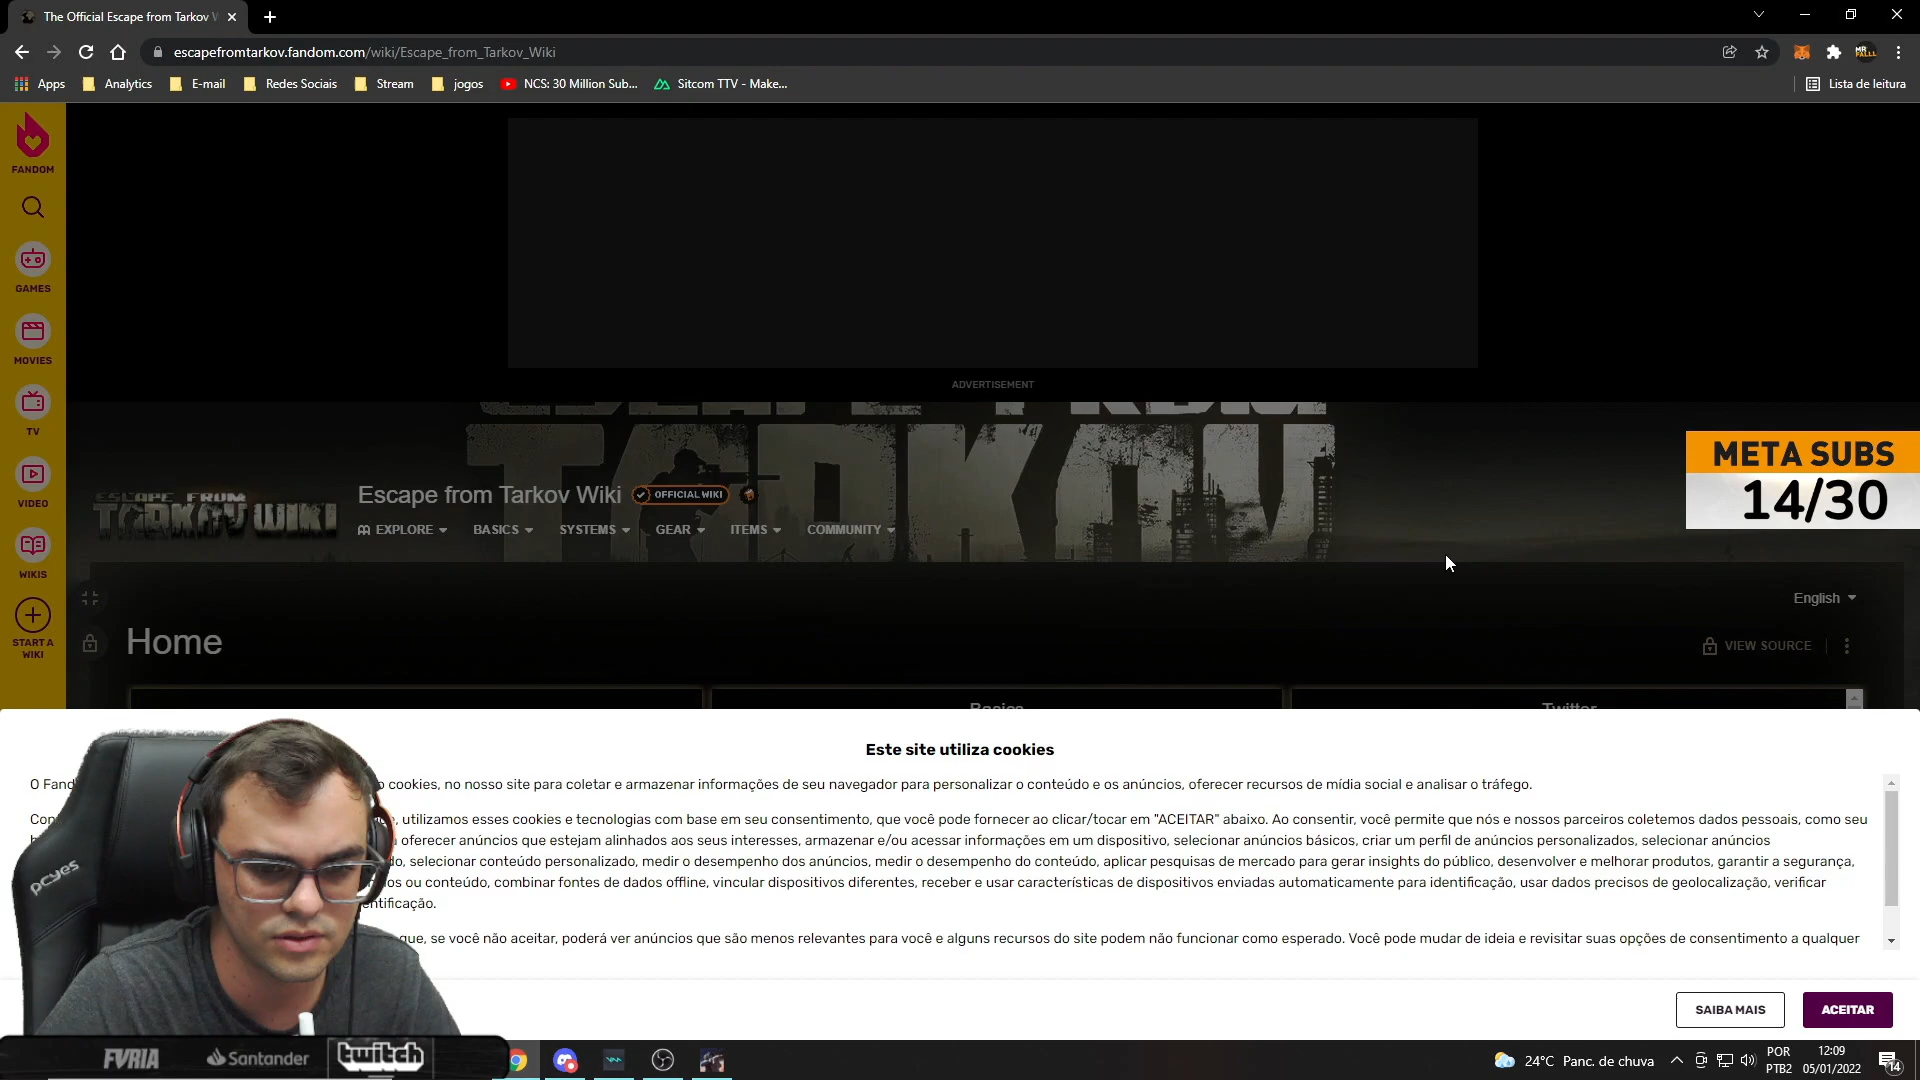 The Official Escape from Tarkov W
escapefromtarkov.fandom.com/wiki/Escape_from_Tarkov_Wiki
Apps
Analytics
E-mail
Redes Sociais
Stream
jogos
NCS: 30 Million Sub...
Sitcom TTV - Make...
Lista de leitura
FANDOM
GAMES
MOVIES
TV
VIDEO
WIKIS
START A
WIKI
ADVERTISEMENT
ESCAPE FROM
TARKOV
ESCAPE FROM
TARKOV WIKI
Escape from Tarkov Wiki
OFFICIAL WIKI
EXPLORE
BASICS
SYSTEMS
GEAR
ITEMS
COMMUNITY
META SUBS
14/30
English
Home
VIEW SOURCE
Basics
Twitter
Este site utiliza cookies
O Fand
cookies, no nosso site para coletar e armazenar informações de seu navegador para personalizar o conteúdo e os anúncios, oferecer recursos de mídia social e analisar o tráfego.
Con
, utilizamos esses cookies e tecnologias com base em seu consentimento, que você pode fornecer ao clicar/tocar em "ACEITAR" abaixo. Ao consentir, você permite que nós e nossos parceiros coletemos dados pessoais, como seu
oferecer anúncios que estejam alinhados aos seus interesses, armazenar e/ou acessar informações em um dispositivo, selecionar anúncios básicos, criar um perfil de anúncios personalizados, selecionar anúncios
do, selecionar conteúdo personalizado, medir o desempenho dos anúncios, medir o desempenho do conteúdo, aplicar pesquisas de mercado para gerar insights do público, desenvolver e melhorar produtos, garantir a segurança,
os ou conteúdo, combinar fontes de dados offline, vincular dispositivos diferentes, receber e usar características de dispositivos enviadas automaticamente para identificação, usar dados precisos de geolocalização, verificar
entificação.
que, se você não aceitar, poderá ver anúncios que são menos relevantes para você e alguns recursos do site podem não funcionar como esperado. Você pode mudar de ideia e revisitar suas opções de consentimento a qualquer
SAIBA MAIS
ACEITAR
pcyes
FVRIA
Santander
twitch
24°C Panc. de chuva
POR
PTB2
12:09
05/01/2022
14